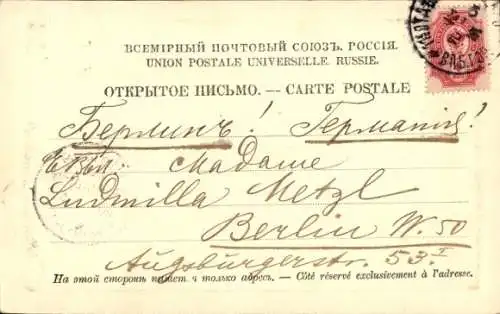 ВСЕМІРНЫЙ ПОЧТОВЫЙ СОЮЗЪ. РОССІЯ.
UNION POSTALE UNIVERSELLE. RUSSIE.
ОТКРЫТОЕ ПИСЬМО. — CARTE POSTALE
Берлинъ! Германія!
Madame
Ludmilla Metzl
Berlin W. 50
Augsburgerstr. 53.I
На этой сторонѣ пишется только адресъ. — Côté réservé exclusivement à l'adresse.